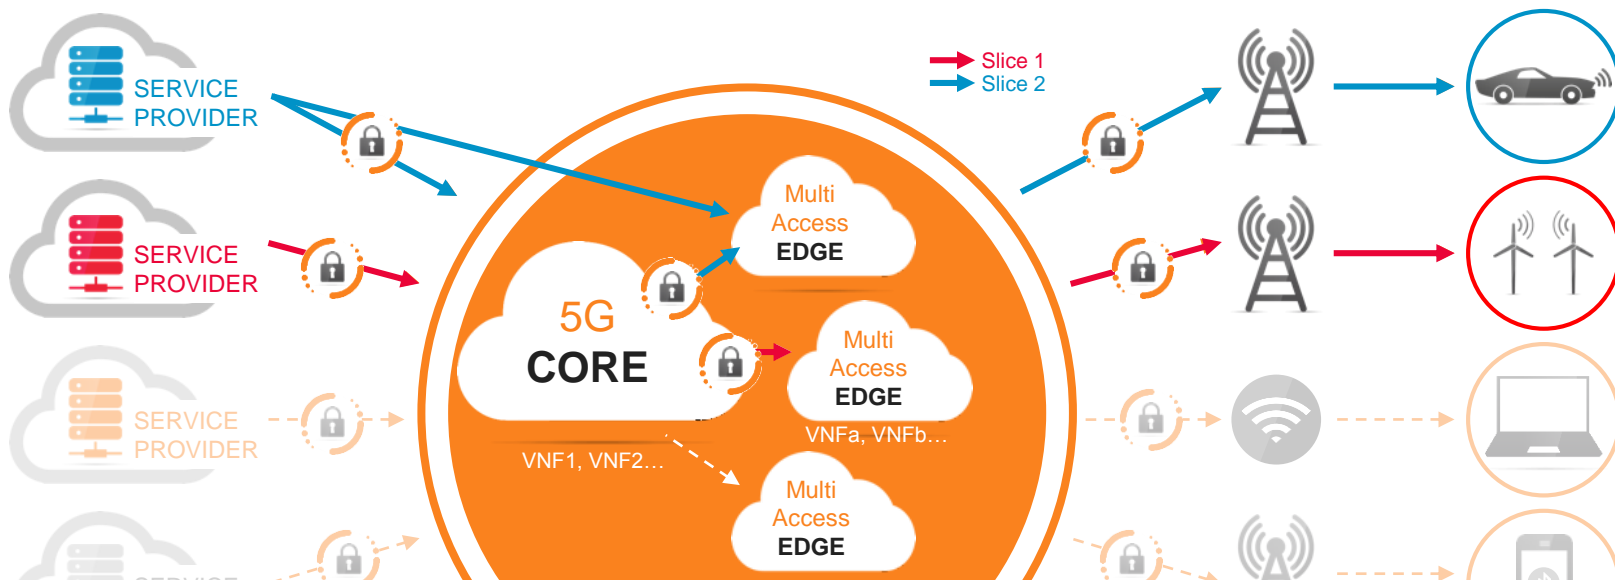 SERVICE
PROVIDER
Slice 1
Slice 2
Multi
Access
EDGE
SERVICE
PROVIDER
5G
CORE
Multi
Access
EDGE
VNFa, VNFb…
SERVICE
PROVIDER
VNF1, VNF2…
Multi
Access
EDGE
SERVICE